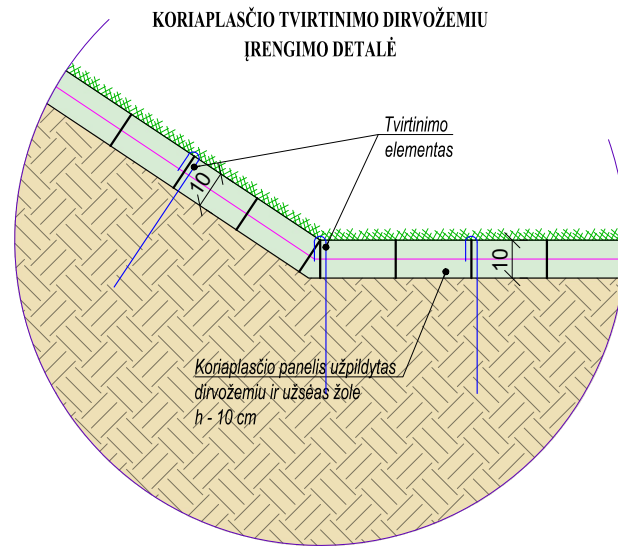 KORIAPLASČIO TVIRTINIMO DIRVOŽEMIU
ĮRENGIMO DETALĖ
Tvirtinimo
elementas
10
10
Koriaplasčio panelis užpildytas
dirvožemiu ir užsėas žole
h - 10 cm